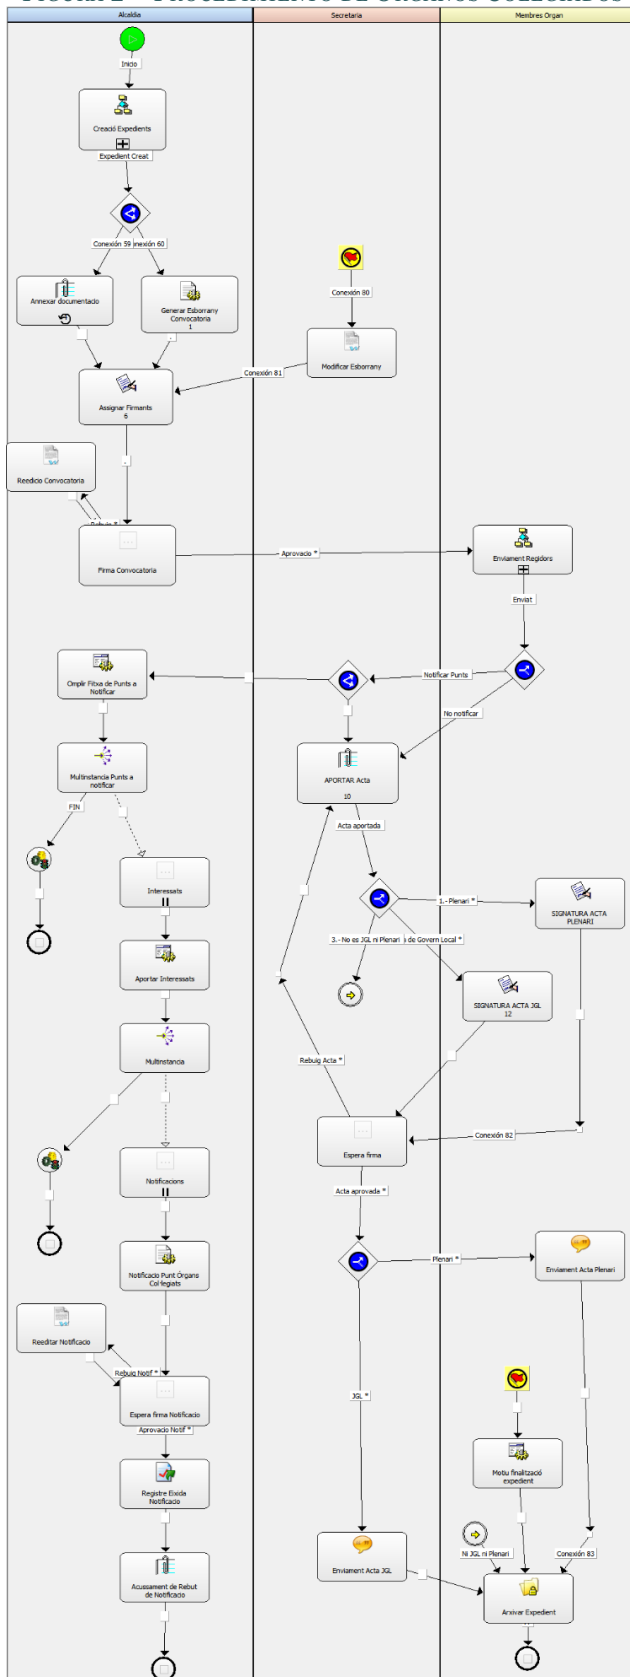 FIGURA 2 – PROCEDIMIENTO DE ÓRGANOS COLEGIADOS
Alcaldia
Secretaria
Membres Organ
Inicio
Creació Expedients
Expedient Creat
Conexión 59
nexión 60
Annexar documentacio
Generar Esborrany
Convocatoria
1
Conexión 80
Modificar Esborrany
Conexión 81
Assignar Firmants
6
Reedicio Convocatoria
Firma Convocatoria
Aprovacio *
Enviament Regidors
Enviat
Notificar Punts
No notificar
Omplir Fitxa de Punts a
Notificar
Multinstancia Punts a
notificar
FIN
APORTAR Acta
10
Acta aportada
1.- Plenari *
SIGNATURA ACTA
PLENARI
3.- No es JGL ni Plenari
de Govern Local *
SIGNATURA ACTA JGL
12
Interessats
Aportar Interessats
Multinstancia
Rebuig Acta *
Espera firma
Conexión 82
Acta aprovada *
Notificacions
Plenari *
Enviament Acta Plenari
Notificacio Punt Órgans
Col·legiats
Reeditar Notificacio
Rebuig Notif *
Espera firma Notificacio
Aprovacio Notif *
JGL *
Motiu finalització
expedient
Registre Eixida
Notificacio
Ni JGL ni Plenari
Conexión 83
Enviament Acta JGL
Arxivar Expedient
Acussament de Rebut
de Notificacio